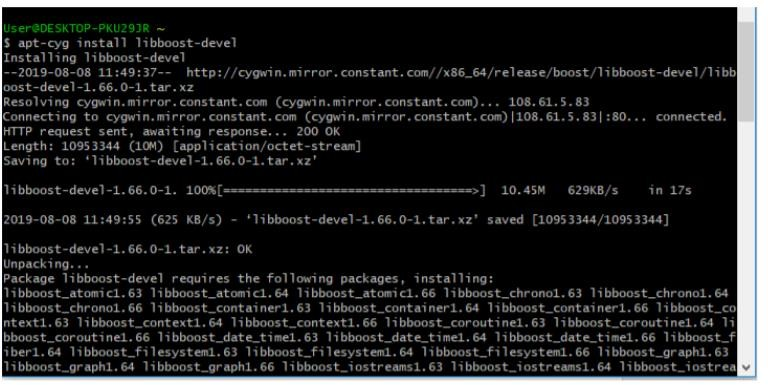 User@DESKTOP-PKU29JR ~
$ apt-cyg install libboost-devel
Installing libboost-devel
--2019-08-08 11:49:37--  http://cygwin.mirror.constant.com//x86_64/release/boost/libboost-devel/libb
oost-devel-1.66.0-1.tar.xz
Resolving cygwin.mirror.constant.com (cygwin.mirror.constant.com)... 108.61.5.83
Connecting to cygwin.mirror.constant.com (cygwin.mirror.constant.com)|108.61.5.83|:80... connected.
HTTP request sent, awaiting response... 200 OK
Length: 10953344 (10M) [application/octet-stream]
Saving to: ‘libboost-devel-1.66.0-1.tar.xz’
libboost-devel-1.66.0-1. 100%[==================================>]  10.45M   629KB/s    in 17s
2019-08-08 11:49:55 (625 KB/s) - ‘libboost-devel-1.66.0-1.tar.xz’ saved [10953344/10953344]
libboost-devel-1.66.0-1.tar.xz: OK
Unpacking...
Package libboost-devel requires the following packages, installing:
libboost_atomic1.63 libboost_atomic1.64 libboost_atomic1.66 libboost_chrono1.63 libboost_chrono1.64
libboost_chrono1.66 libboost_container1.63 libboost_container1.64 libboost_container1.66 libboost_co
ntext1.63 libboost_context1.64 libboost_context1.66 libboost_coroutine1.63 libboost_coroutine1.64 li
bboost_coroutine1.66 libboost_date_time1.63 libboost_date_time1.64 libboost_date_time1.66 libboost_f
iber1.64 libboost_filesystem1.63 libboost_filesystem1.64 libboost_filesystem1.66 libboost_graph1.63
libboost_graph1.64 libboost_graph1.66 libboost_iostreams1.63 libboost_iostreams1.64 libboost_iostrea